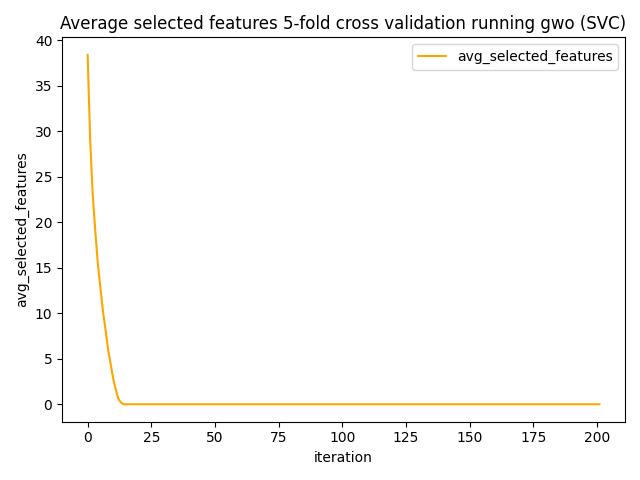 Average selected features 5-fold cross validation running gwo (SVC)
avg_selected_features
avg_selected_features
40
35
30
25
20
15
10
5
0
0 25 50 75 100 125 150 175 200
iteration